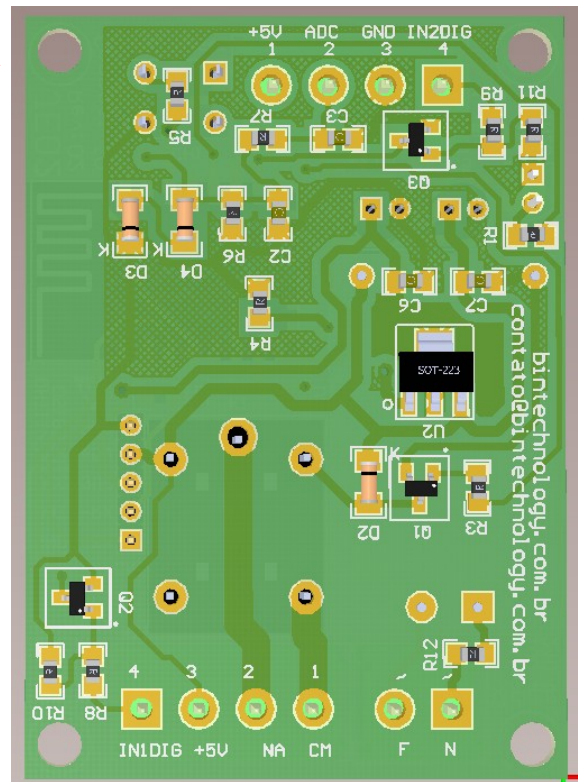 +5V ADC GND IN2DIG
1 2 3 4
R5
R7
C3
Q3
R9
R11
R1
D3
K
D4
K
R6
C2
R4
C6
C7
SOT-223
U2
bintechnology.com.br
contato@bintechnology.com.br
K
D2
Q1
R3
Q2
R12
R10
R8
4 3 2 1
~ ~
IN1DIG +5V NA CM F N